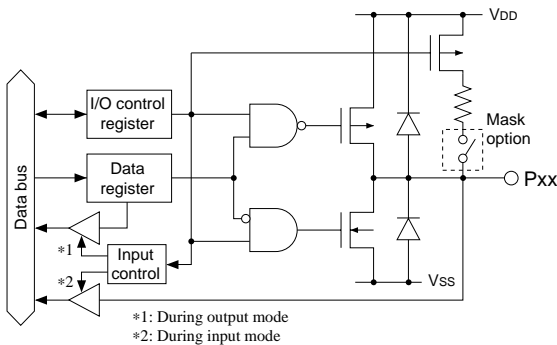 VDD
I/O control
register
Mask
option
Data bus
Data
register
Pxx
*1
Input
control
*2
VSS
*1: During output mode
*2: During input mode